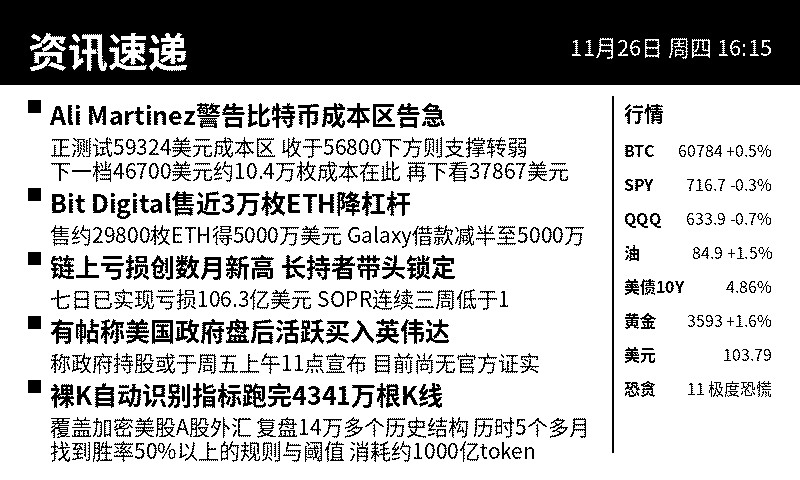 资讯速递
11月26日 周四 16:15
Ali Martinez警告比特币成本区告急
正测试59324美元成本区 收于56800下方则支撑转弱
下一档46700美元约10.4万枚成本在此 再下看37867美元
Bit Digital售近3万枚ETH降杠杆
售约29800枚ETH得5000万美元 Galaxy借款减半至5000万
链上亏损创数月新高 长持者带头锁定
七日已实现亏损106.3亿美元 SOPR连续三周低于1
有帖称美国政府盘后活跃买入英伟达
称政府持股或于周五上午11点宣布 目前尚无官方证实
裸K自动识别指标跑完4341万根K线
覆盖加密美股A股外汇 复盘14万多个历史结构 历时5个多月
找到胜率50%以上的规则与阈值 消耗约1000亿token
行情
BTC 60784 +0.5%
SPY 716.7 -0.3%
QQQ 633.9 -0.7%
油 84.9 +1.5%
美债10Y 4.86%
黄金 3593 +1.6%
美元 103.79
恐贪 11 极度恐慌